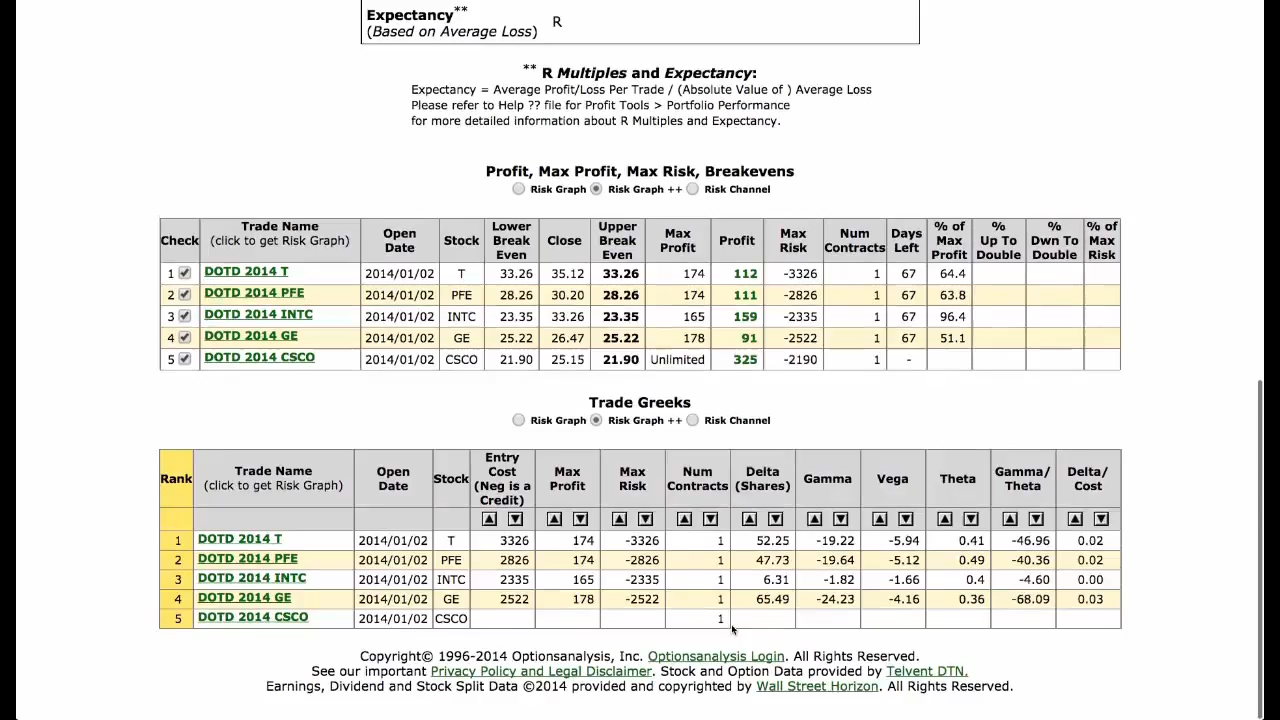 Expectancy** R
(Based on Average Loss)
** R Multiples and Expectancy:
Expectancy = Average Profit/Loss Per Trade / (Absolute Value of ) Average Loss
Please refer to Help ?? file for Profit Tools > Portfolio Performance
for more detailed information about R Multiples and Expectancy.
Profit, Max Profit, Max Risk, Breakevens
Risk Graph Risk Graph ++ Risk Channel
Check Trade Name (click to get Risk Graph) Open Date Stock Lower Break Even Close Upper Break Even Max Profit Profit Max Risk Num Contracts Days Left % of Max Profit % Up To Double % Dwn To Double % of Max Risk
1 DOTD 2014 T 2014/01/02 T 33.26 35.12 33.26 174 112 -3326 1 67 64.4
2 DOTD 2014 PFE 2014/01/02 PFE 28.26 30.20 28.26 174 111 -2826 1 67 63.8
3 DOTD 2014 INTC 2014/01/02 INTC 23.35 33.26 23.35 165 159 -2335 1 67 96.4
4 DOTD 2014 GE 2014/01/02 GE 25.22 26.47 25.22 178 91 -2522 1 67 51.1
5 DOTD 2014 CSCO 2014/01/02 CSCO 21.90 25.15 21.90 Unlimited 325 -2190 1 -
Trade Greeks
Risk Graph Risk Graph ++ Risk Channel
Rank Trade Name (click to get Risk Graph) Open Date Stock Entry Cost (Neg is a Credit) Max Profit Max Risk Num Contracts Delta (Shares) Gamma Vega Theta Gamma/ Theta Delta/ Cost
1 DOTD 2014 T 2014/01/02 T 3326 174 -3326 1 52.25 -19.22 -5.94 0.41 -46.96 0.02
2 DOTD 2014 PFE 2014/01/02 PFE 2826 174 -2826 1 47.73 -19.64 -5.12 0.49 -40.36 0.02
3 DOTD 2014 INTC 2014/01/02 INTC 2335 165 -2335 1 6.31 -1.82 -1.66 0.4 -4.60 0.00
4 DOTD 2014 GE 2014/01/02 GE 2522 178 -2522 1 65.49 -24.23 -4.16 0.36 -68.09 0.03
5 DOTD 2014 CSCO 2014/01/02 CSCO 1
Copyright© 1996-2014 Optionsanalysis, Inc. Optionsanalysis Login. All Rights Reserved.
See our important Privacy Policy and Legal Disclaimer. Stock and Option Data provided by Telvent DTN.
Earnings, Dividend and Stock Split Data ©2014 provided and copyrighted by Wall Street Horizon. All Rights Reserved.